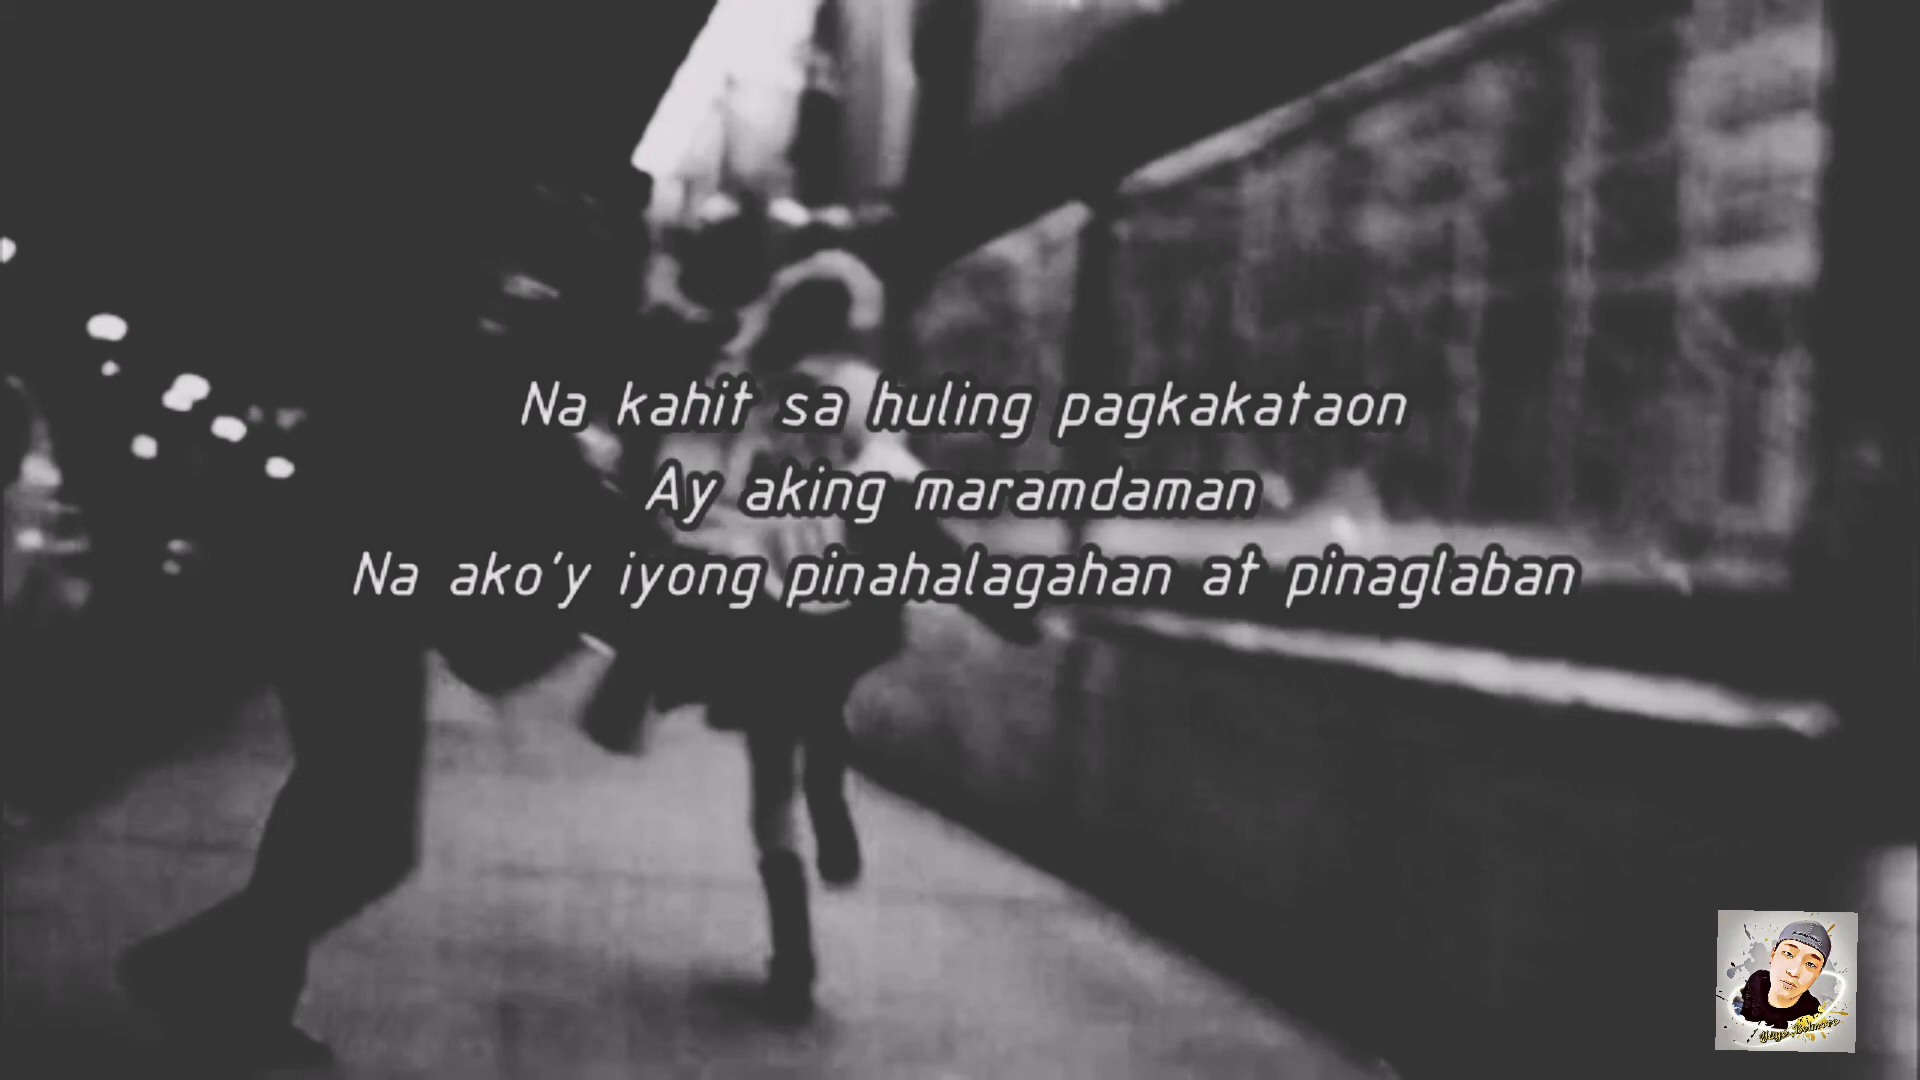 Na kahit sa huling pagkakataon
Ay aking maramdaman
Na ako'y iyong pinahalagahan at pinaglaban